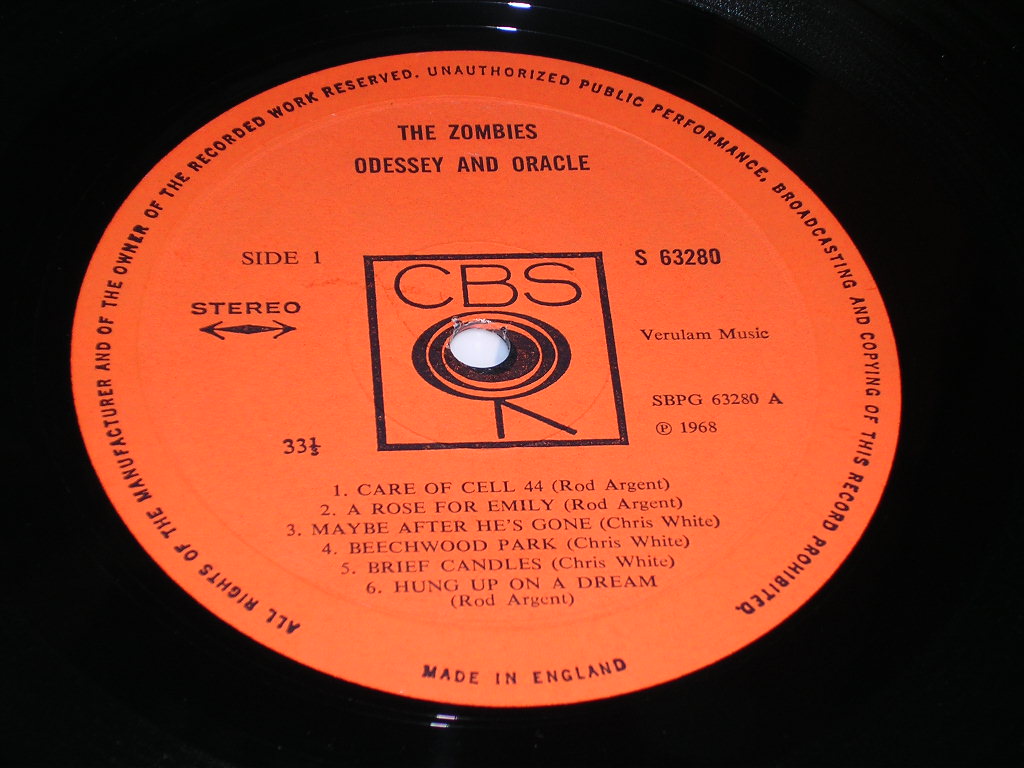 ALL RIGHTS OF THE MANUFACTURER AND OF THE OWNER OF THE RECORDED WORK RESERVED. UNAUTHORIZED PUBLIC PERFORMANCE, BROADCASTING AND COPYING OF THIS RECORD PROHIBITED.
THE ZOMBIES
ODESSEY AND ORACLE
SIDE 1
S 63280
CBS
STEREO
Verulam Music
SBPG 63280 A
℗ 1968
33⅓
1. CARE OF CELL 44 (Rod Argent)
2. A ROSE FOR EMILY (Rod Argent)
3. MAYBE AFTER HE'S GONE (Chris White)
4. BEECHWOOD PARK (Chris White)
5. BRIEF CANDLES (Chris White)
6. HUNG UP ON A DREAM
(Rod Argent)
MADE IN ENGLAND